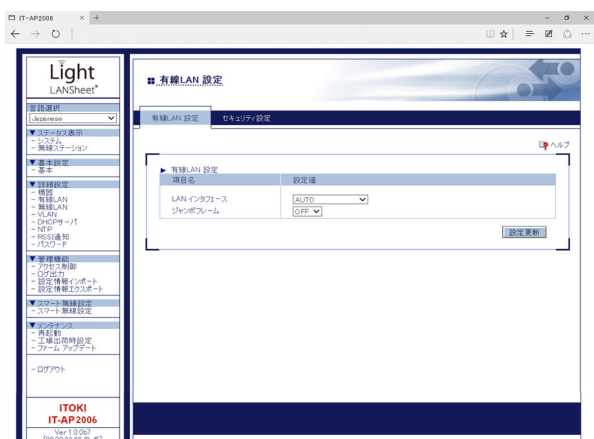 IT-AP2006
Light
LANSheet*
有線LAN 設定
言語選択
Japanese
▼ステータス表示
- システム
- 無線ステーション
▼基本設定
- 基本
▼詳細設定
- 機器
- 有線LAN
- 無線LAN
- VLAN
- DHCPサーバ
- NTP
- RSSI通知
- パスワード
▼管理機能
- アクセス制御
- ログ出力
- 設定情報インポート
- 設定情報エクスポート
▼スマート無線設定
- スマート無線設定
▼メンテナンス
- 再起動
- 工場出荷時設定
- ファーム アップデート
- ログアウト
ITOKI
IT-AP2006
Ver1.0.0b7
有線LAN 設定
セキュリティ設定
ヘルプ
▶ 有線LAN 設定
項目名 設定値
LAN インタフェース AUTO
ジャンボフレーム OFF
設定更新